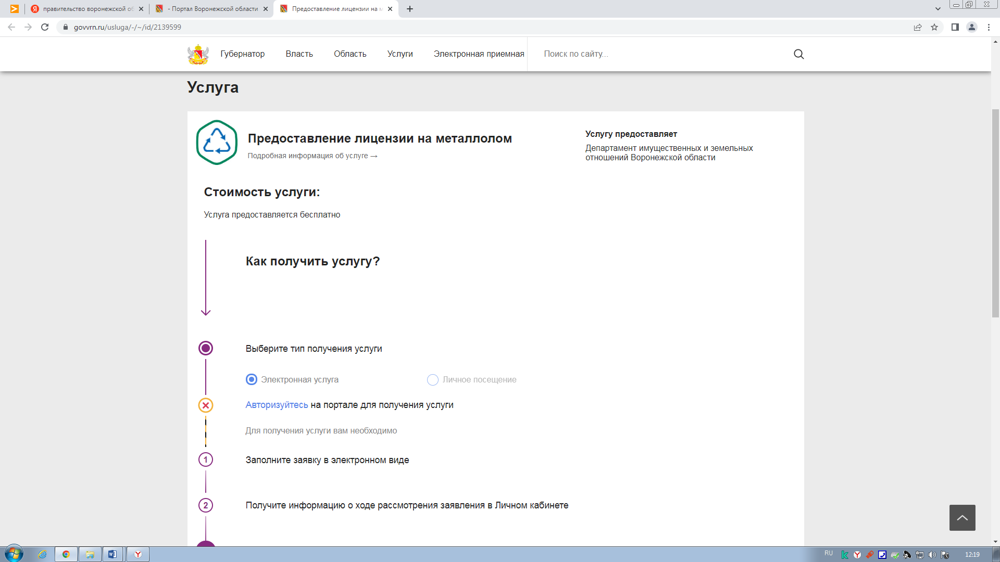 правительство воронежской об
- Портал Воронежской области
Предоставление лицензии на м
govvrn.ru/usluga/-/~/id/2139599
Губернатор Власть Область Услуги Электронная приемная Поиск по сайту...
Услуга
Предоставление лицензии на металлолом
Подробная информация об услуге →
Услугу предоставляет
Департамент имущественных и земельных
отношений Воронежской области
Стоимость услуги:
Услуга предоставляется бесплатно
Как получить услугу?
Выберите тип получения услуги
Электронная услуга Личное посещение
Авторизуйтесь на портале для получения услуги
Для получения услуги вам необходимо
1 Заполните заявку в электронном виде
2 Получите информацию о ходе рассмотрения заявления в Личном кабинете
RU 12:19